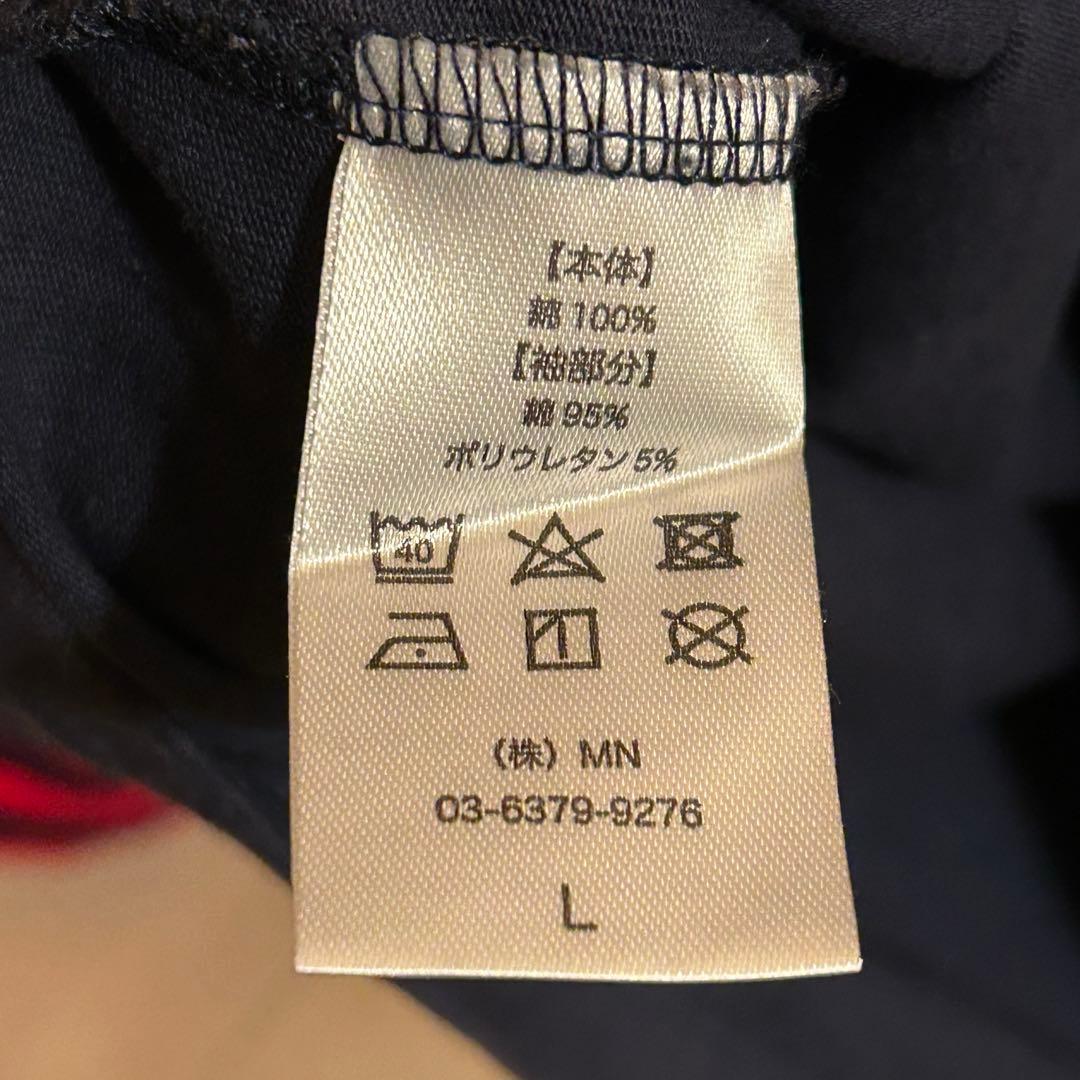 【本体】
綿 100%
【袖部分】
綿 95%
ポリウレタン 5%
40
(株) MN
03-6379-9276
L